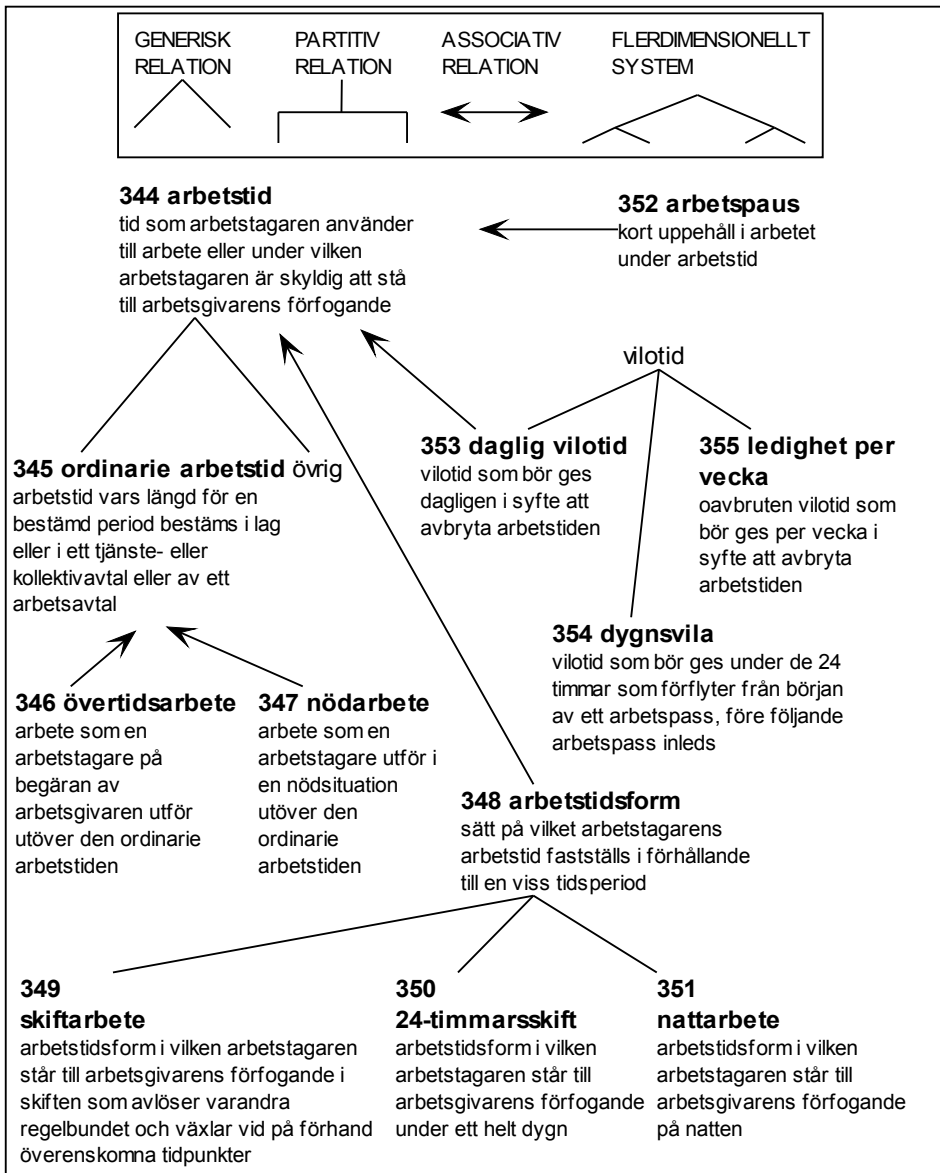 GENERISK
RELATION
PARTITIV
RELATION
ASSOCIATIV
RELATION
FLERDIMENSIONELLT
SYSTEM
344 arbetstid
tid som arbetstagaren använder
till arbete eller under vilken
arbetstagaren är skyldig att stå
till arbetsgivarens förfogande
352 arbetspaus
kort uppehåll i arbetet
under arbetstid
vilotid
345 ordinarie arbetstid övrig
arbetstid vars längd för en
bestämd period bestäms i lag
eller i ett tjänste- eller
kollektivavtal eller av ett
arbetsavtal
353 daglig vilotid
vilotid som bör ges
dagligen i syfte att
avbryta arbetstiden
355 ledighet per
vecka
oavbruten vilotid som
bör ges per vecka i
syfte att avbryta
arbetstiden
354 dygnsvila
vilotid som bör ges under de 24
timmar som förflyter från början
av ett arbetspass, före följande
arbetspass inleds
346 övertidsarbete
arbete som en
arbetstagare på
begäran av
arbetsgivaren utför
utöver den ordinarie
arbetstiden
347 nödarbete
arbete som en
arbetstagare utför i
en nödsituation
utöver den
ordinarie
arbetstiden
348 arbetstidsform
sätt på vilket arbetstagarens
arbetstid fastställs i förhållande
till en viss tidsperiod
349
skiftarbete
arbetstidsform i vilken arbetstagaren
står till arbetsgivarens förfogande i
skiften som avlöser varandra
regelbundet och växlar vid på förhand
överenskomna tidpunkter
350
24-timmarsskift
arbetstidsform i vilken
arbetstagaren står till
arbetsgivarens förfogande
under ett helt dygn
351
nattarbete
arbetstidsform i vilken
arbetstagaren står till
arbetsgivarens förfogande
på natten